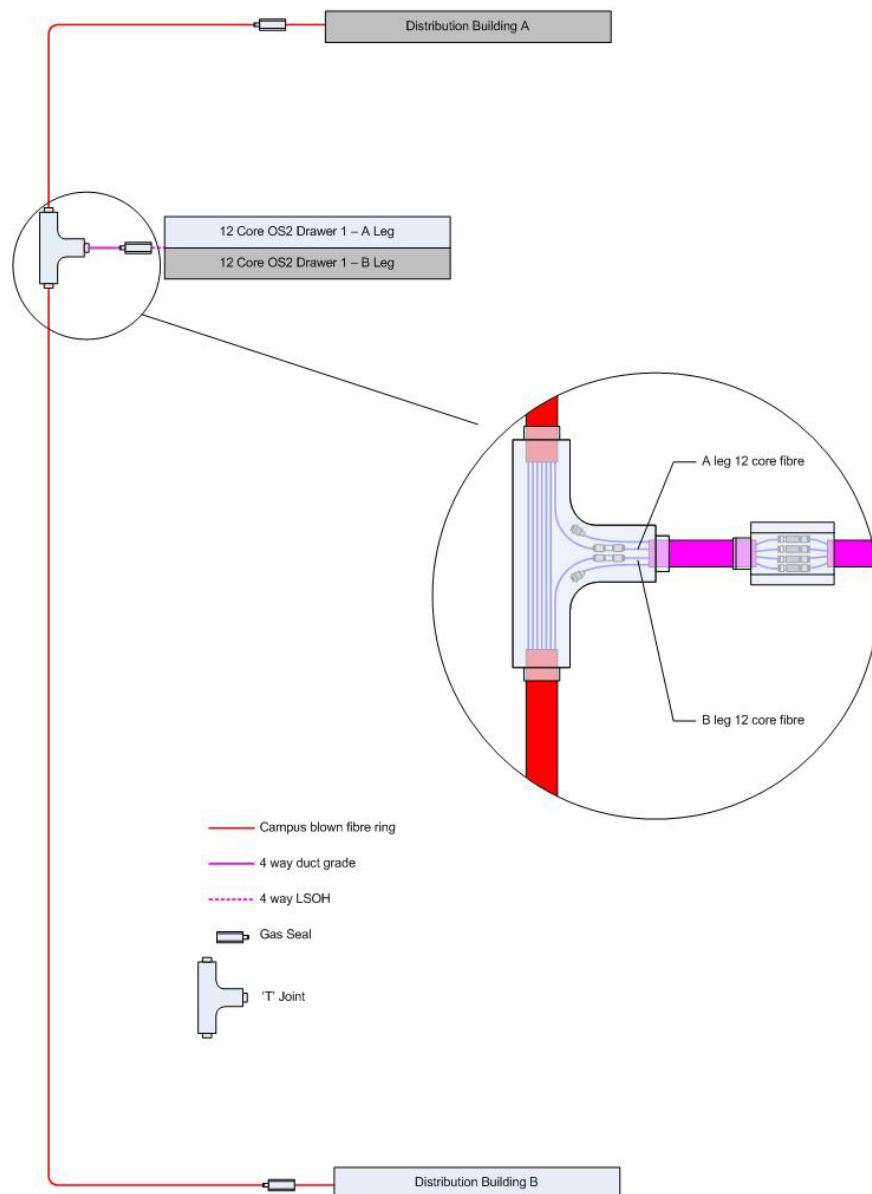 Distribution Building A
12 Core OS2 Drawer 1 – A Leg
12 Core OS2 Drawer 1 – B Leg
A leg 12 core fibre
B leg 12 core fibre
Campus blown fibre ring
4 way duct grade
4 way LSOH
Gas Seal
'T' Joint
Distribution Building B